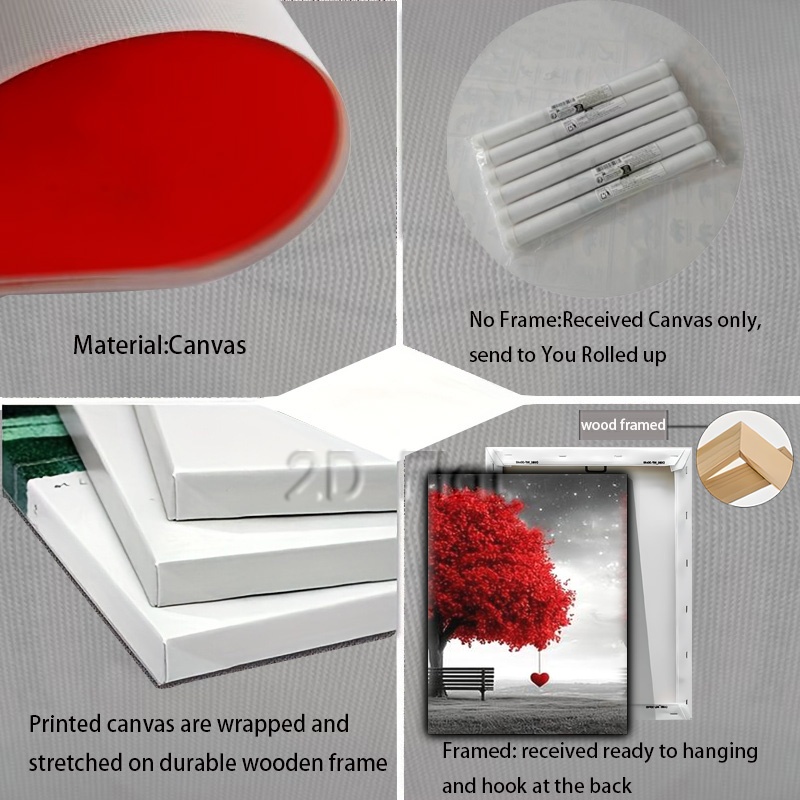 Material:Canvas
No Frame:Received Canvas only,
send to You Rolled up
wood framed
2D
Printed canvas are wrapped and
stretched on durable wooden frame
Framed: received ready to hanging
and hook at the back